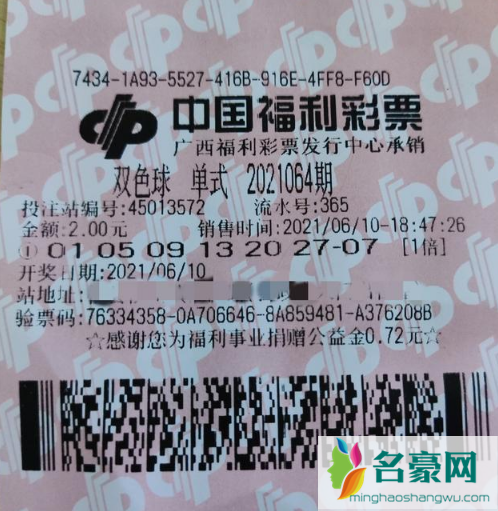 7434-1A93-5527-416B-916E-4FF8-F60D
中国福利彩票
广西福利彩票发行中心承销
双色球 单式 2021064期
投注站编号:45013572 流水号:365
金额:2.00元 销售时间:2021/06/10-18:47:26
① 01 05 09 13 20 27-07 [1倍]
开奖日期:2021/06/10
站地址:
验票码:76334358-0A706646-8A859481-A376208B
☆感谢您为福利事业捐赠公益金0.72元☆
名豪网
minghaoshangwu.com